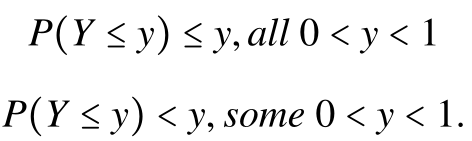 P(Y ≤ y) ≤ y, all 0 < y < 1
P(Y ≤ y) < y, some 0 < y < 1.